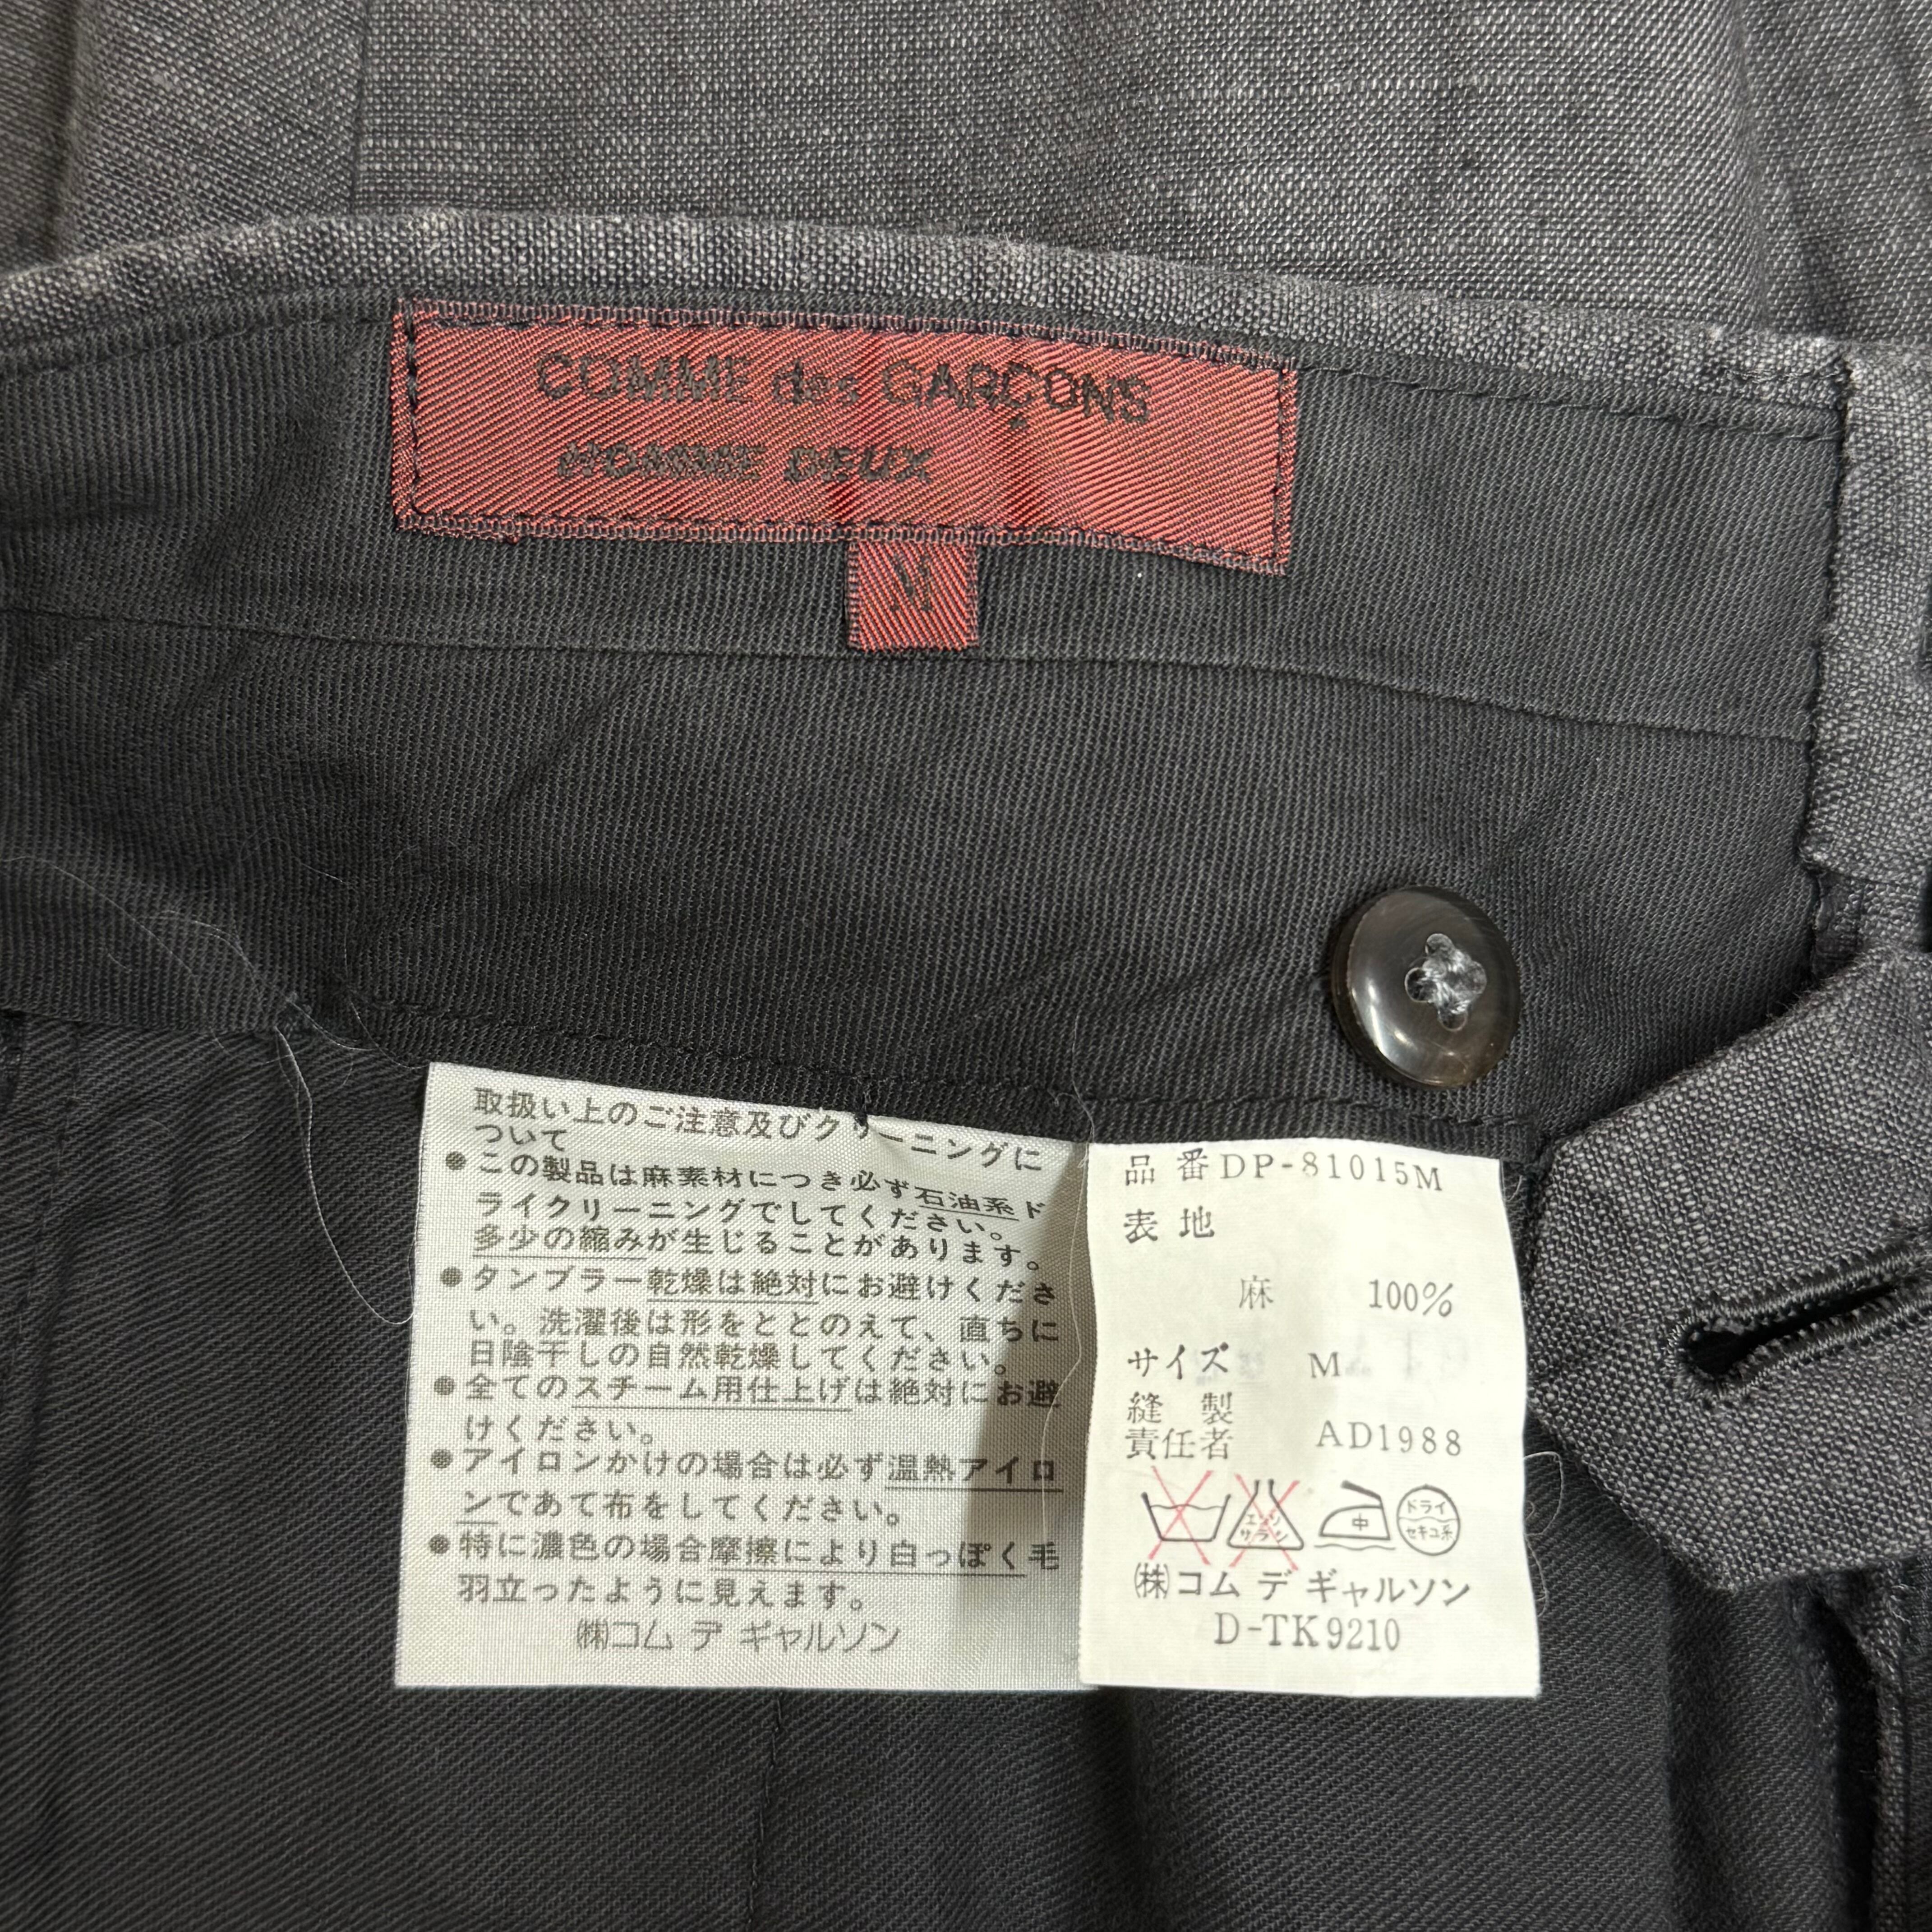 COMME des GARÇONS
HOMME DEUX
M
取扱い上のご注意及びクリーニングに
ついて
●この製品は麻素材につき必ず石油系ド
ライクリーニングでしてください。
多少の縮みが生じることがあります。
●タンブラー乾燥は絶対にお避けくださ
い。洗濯後は形をととのえて、直ちに
日陰干しの自然乾燥してください。
●全てのスチーム用仕上げは絶対にお避
けください。
●アイロンかけの場合は必ず温熱アイロ
ンであて布をしてください。
●特に濃色の場合摩擦により白っぽく毛
羽立ったように見えます。
㈱コム デ ギャルソン
品 番 DP-81015M
表 地
麻 100%
サイズ M
縫 製
責任者 AD1988
エンソ サラシ 中 ドライ セキユ系
㈱コム デ ギャルソン
D-TK9210